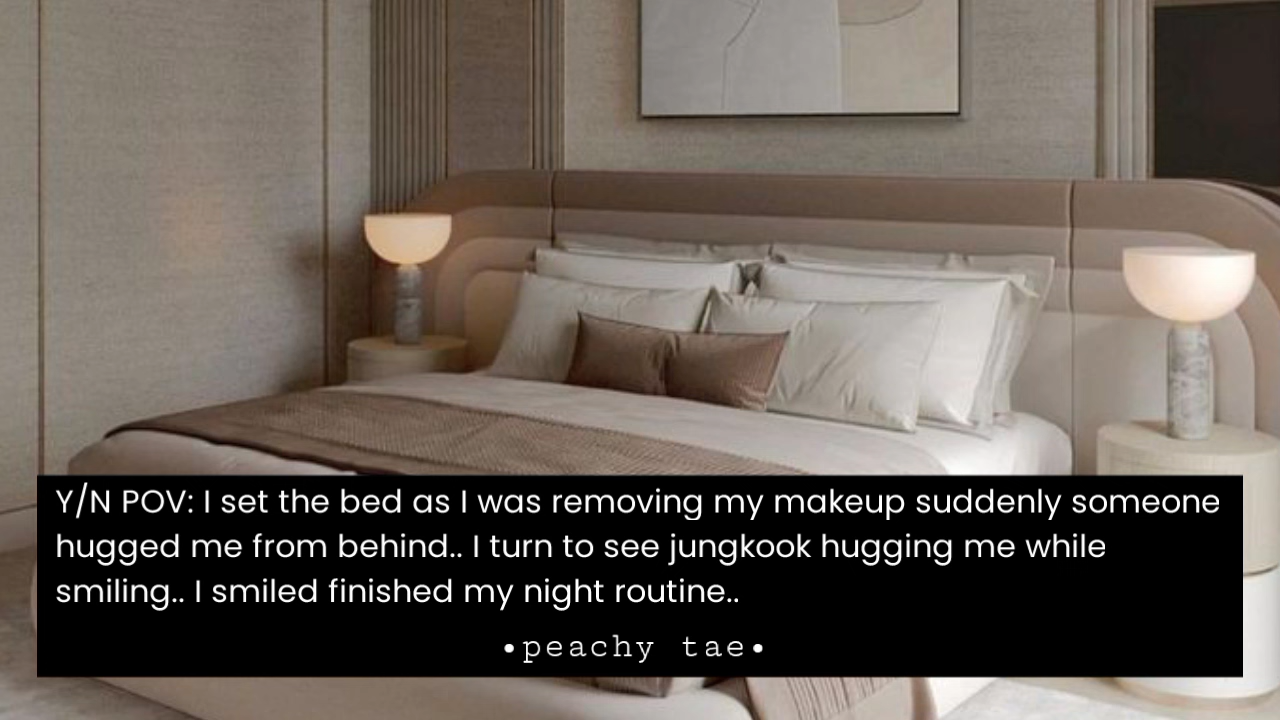 Y/N POV: I set the bed as I was removing my makeup suddenly someone
hugged me from behind.. I turn to see jungkook hugging me while
smiling.. I smiled finished my night routine..
•peachy tae•